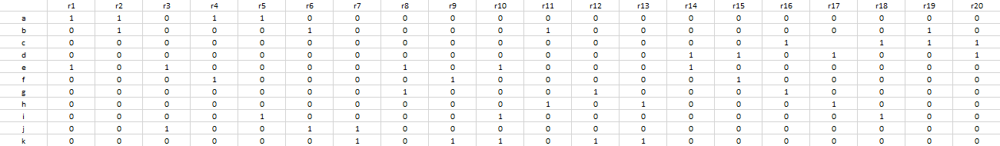 r1 r2 r3 r4 r5 r6 r7 r8 r9 r10 r11 r12 r13 r14 r15 r16 r17 r18 r19 r20
a 1 1 0 1 1 0 0 0 0 0 0 0 0 0 0 0 0 0 0 0
b 0 1 0 0 0 1 0 0 0 0 1 0 0 0 0 0 0 0 1 0
c 0 0 0 0 0 0 0 0 0 0 0 0 0 0 0 1 0 1 1 1
d 0 0 0 0 0 0 0 0 0 0 0 0 0 1 1 0 1 0 0 1
e 1 0 1 0 0 0 0 1 0 1 0 0 0 1 0 0 0 0 0 0
f 0 0 0 1 0 0 0 0 1 0 0 0 0 0 1 0 0 0 0 0
g 0 0 0 0 0 0 0 1 0 0 0 1 0 0 0 1 0 0 0 0
h 0 0 0 0 0 0 0 0 0 0 1 0 1 0 0 0 1 0 0 0
i 0 0 0 0 1 0 0 0 0 1 0 0 0 0 0 0 0 1 0 0
j 0 0 1 0 0 1 1 0 0 0 0 0 0 0 0 0 0 0 0 0
k 0 0 0 0 0 0 1 0 1 1 0 1 1 0 0 0 0 0 0 0